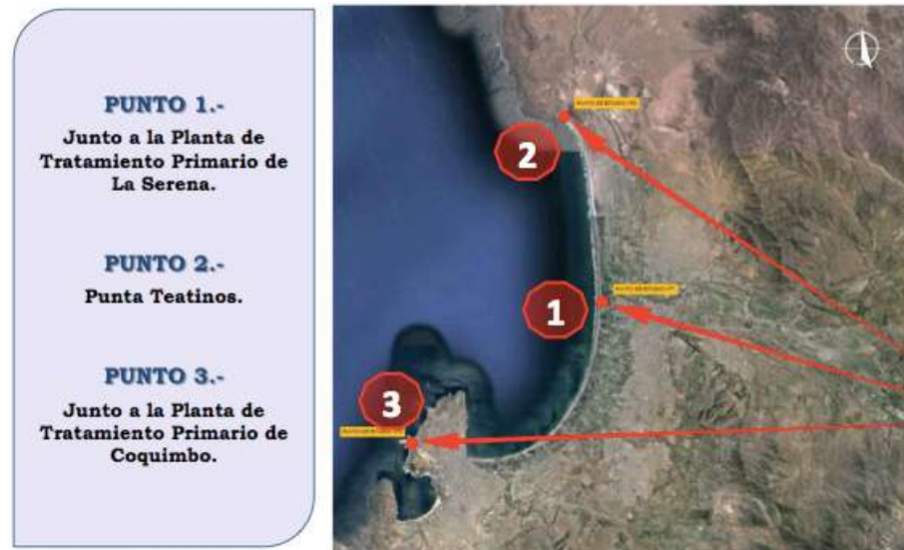 PUNTO 1.-
Junto a la Planta de
Tratamiento Primario de
La Serena.
PUNTO 2.-
Punta Teatinos.
PUNTO 3.-
Junto a la Planta de
Tratamiento Primario de
Coquimbo.
2
1
3